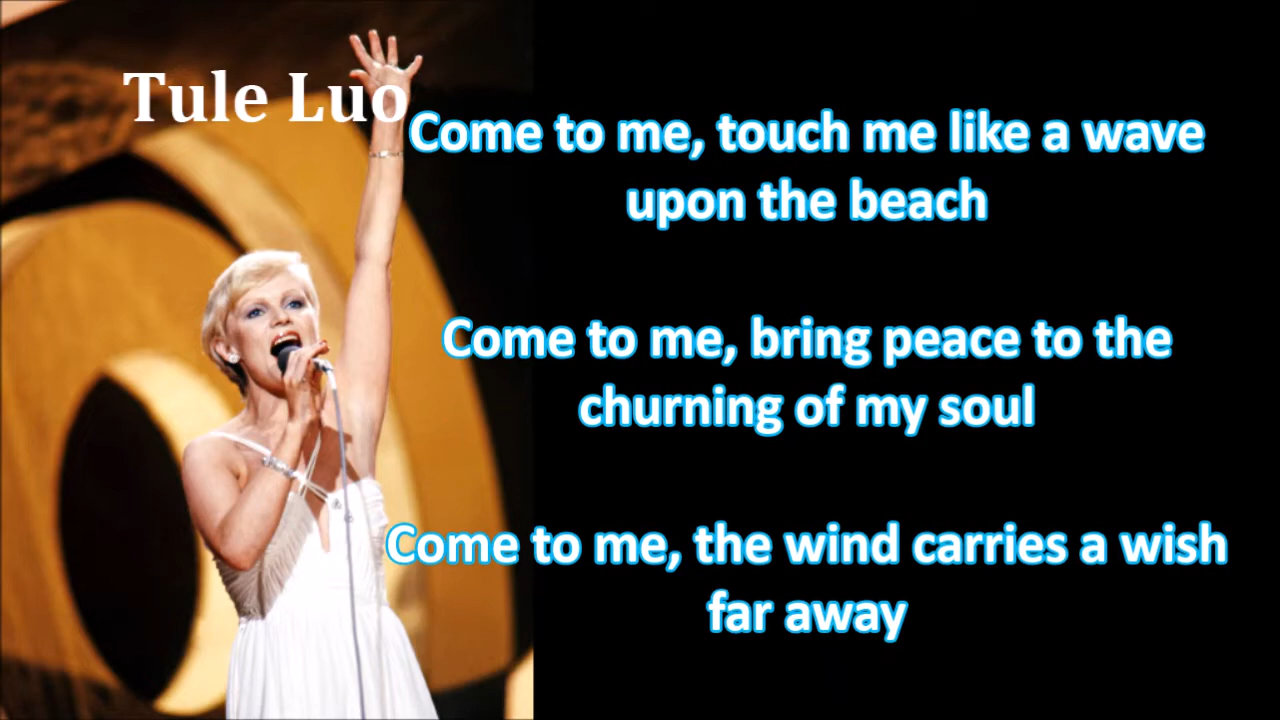 Tule Luo
Come to me, touch me like a wave
upon the beach
Come to me, bring peace to the
churning of my soul
Come to me, the wind carries a wish
far away